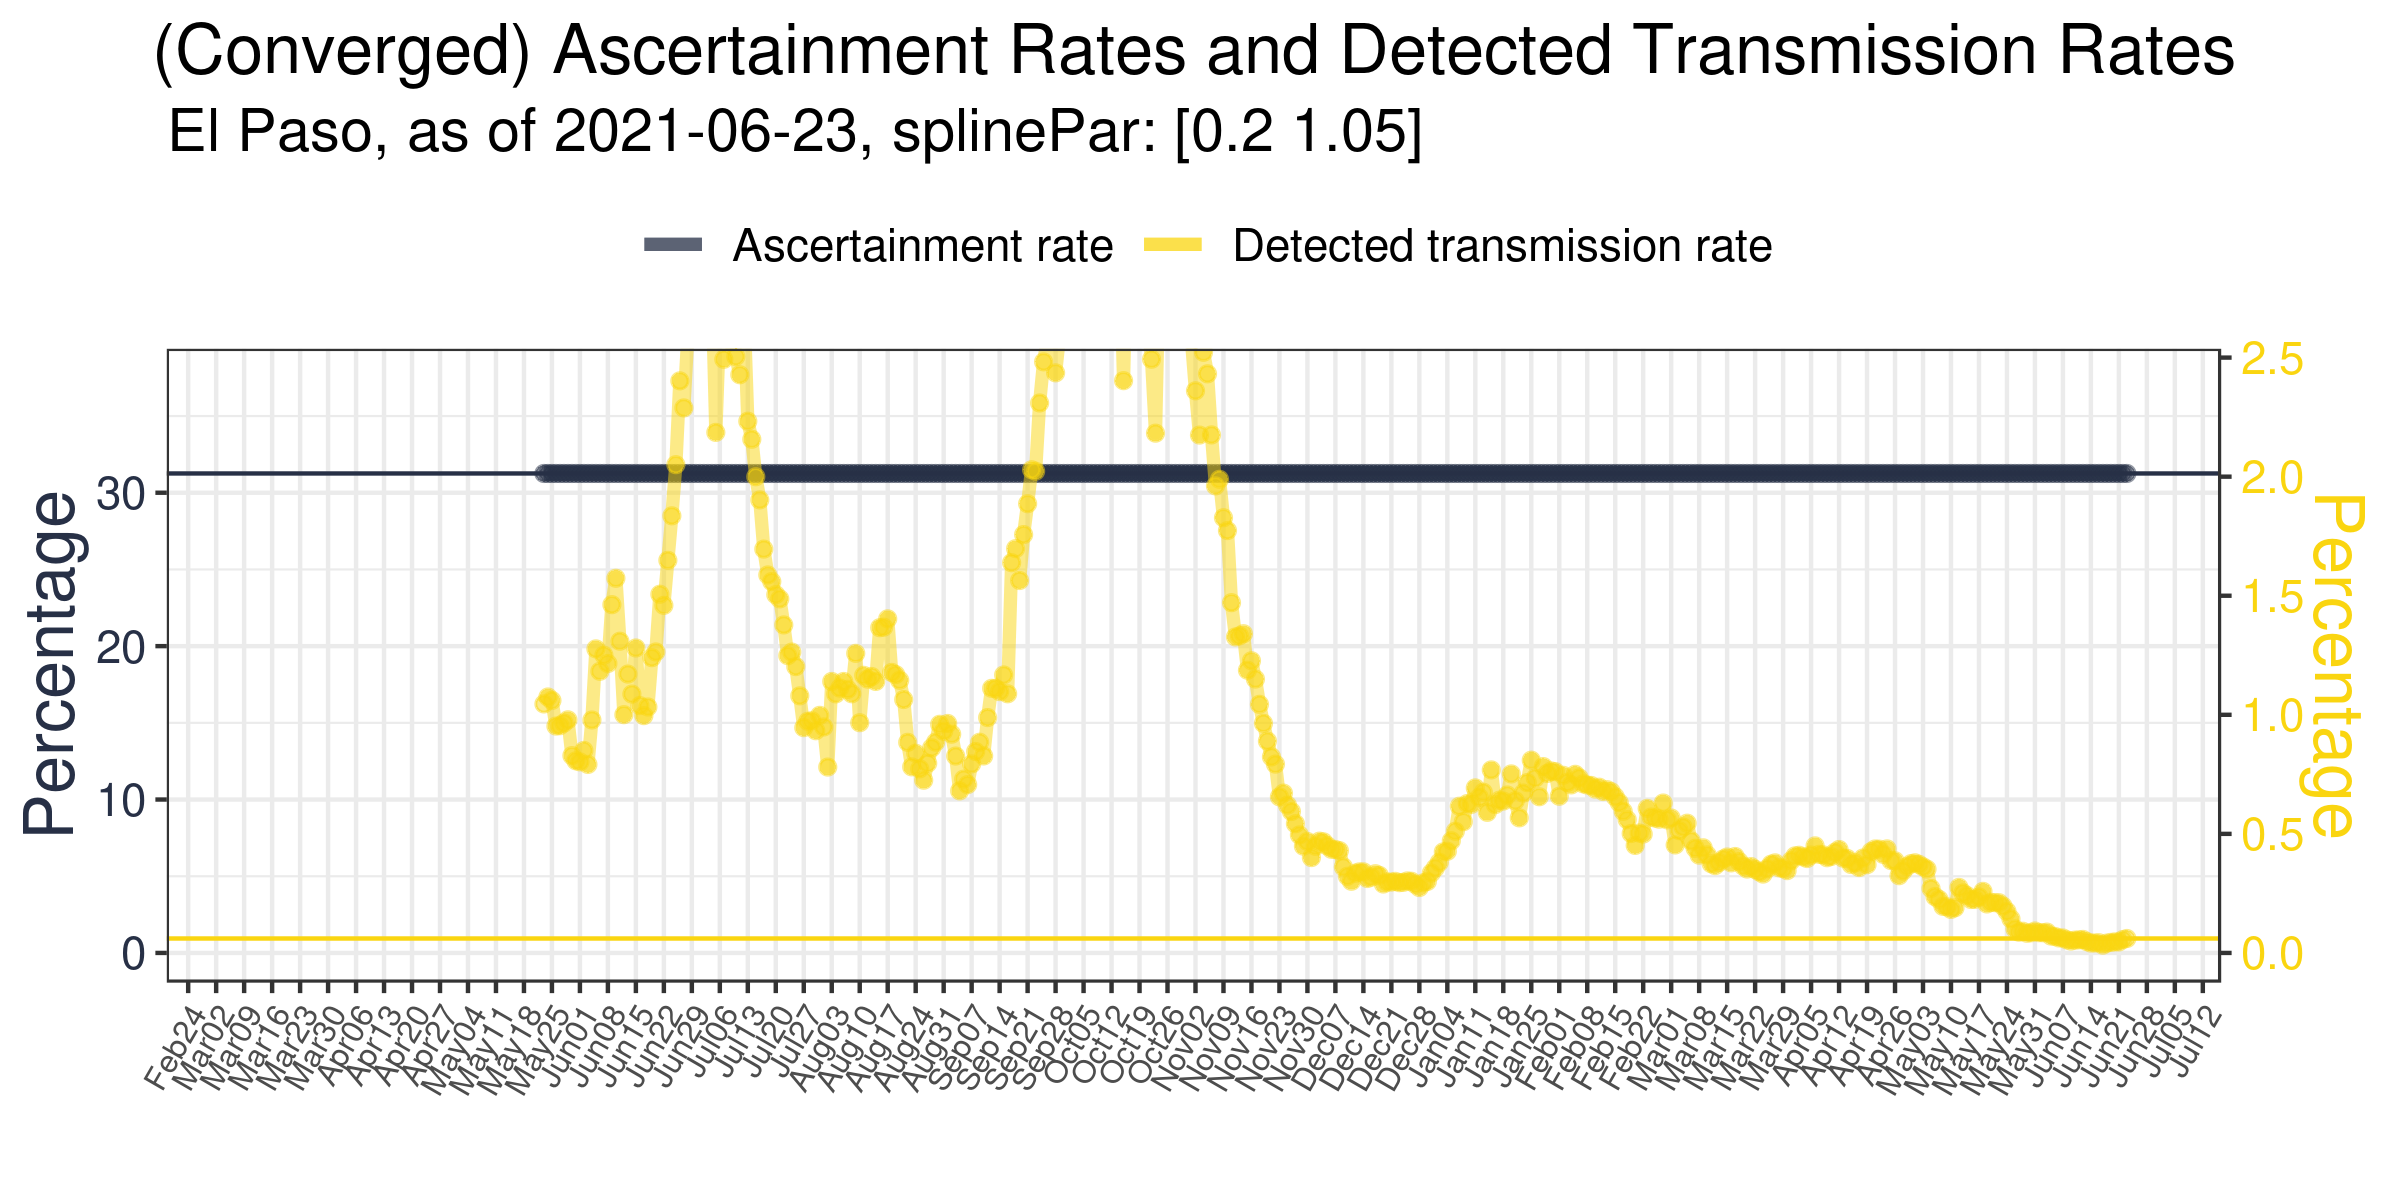 (Converged) Ascertainment Rates and Detected Transmission Rates
El Paso, as of 2021-06-23, splinePar: [0.2 1.05]
Ascertainment rate
Detected transmission rate
Percentage
30
20
10
0
2.5
2.0
1.5
1.0
0.5
0.0
Percentage
Feb24
Mar02
Mar09
Mar16
Mar23
Mar30
Apr06
Apr13
Apr20
Apr27
May04
May11
May18
May25
Jun01
Jun08
Jun15
Jun22
Jun29
Jul06
Jul13
Jul20
Jul27
Aug03
Aug10
Aug17
Aug24
Aug31
Sep07
Sep14
Sep21
Sep28
Oct05
Oct12
Oct19
Oct26
Nov02
Nov09
Nov16
Nov23
Nov30
Dec07
Dec14
Dec21
Dec28
Jan04
Jan11
Jan18
Jan25
Feb01
Feb08
Feb15
Feb22
Mar01
Mar08
Mar15
Mar22
Mar29
Apr05
Apr12
Apr19
Apr26
May03
May10
May17
May24
May31
Jun07
Jun14
Jun21
Jun28
Jul05
Jul12